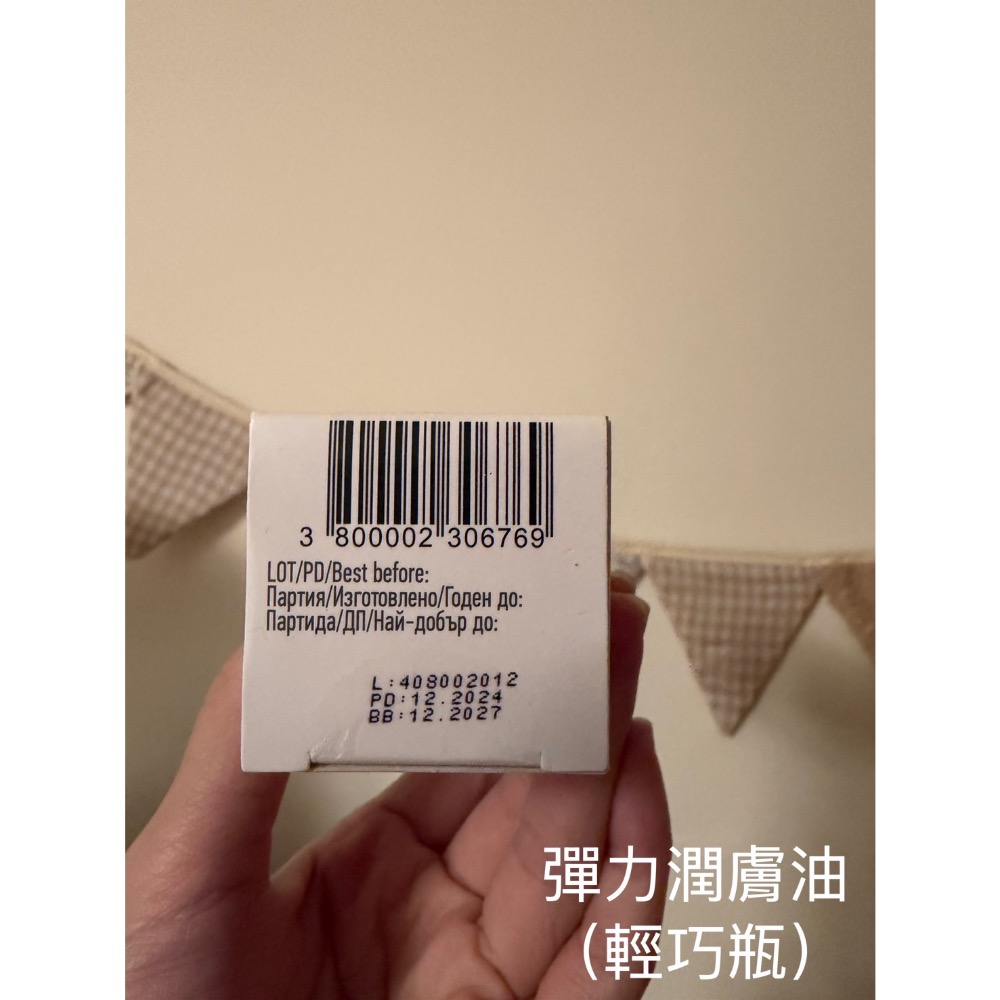 3 800002 306769
LOT/PD/Best before:
Партия/Изготовлено/Годен до:
Партида/ДП/Най-добър до:
L:408002012
PD:12.2024
BB:12.2027
彈力潤膚油
（輕巧瓶）